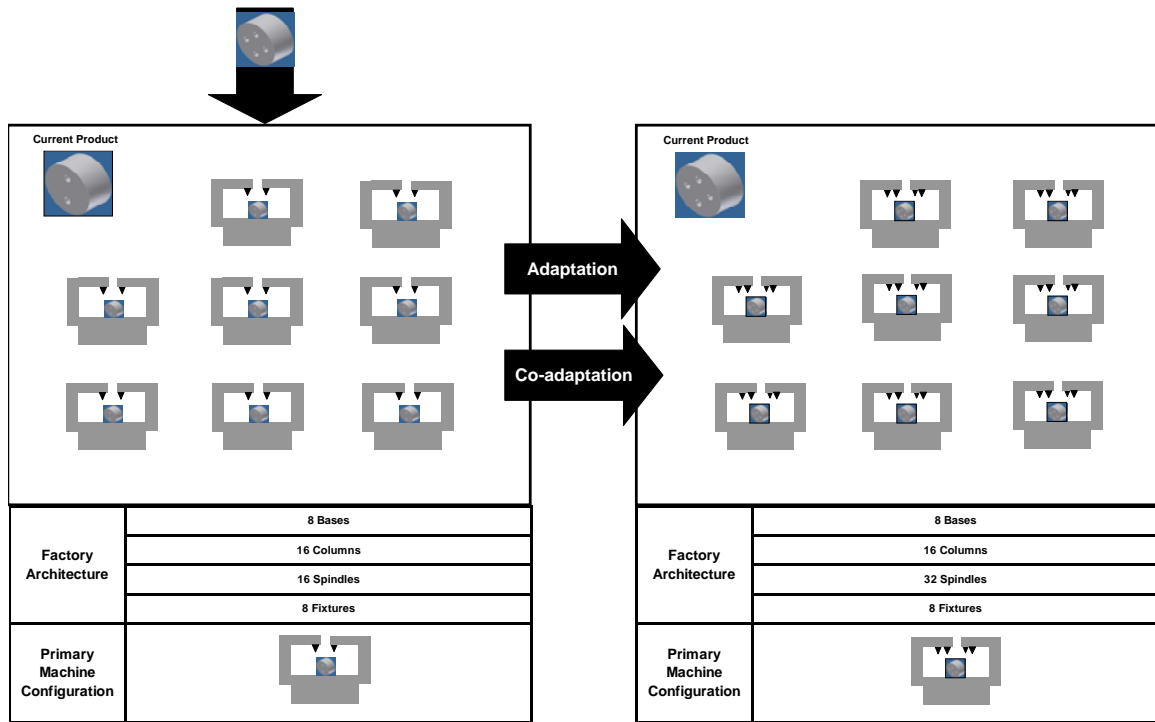 Current Product
Current Product
Adaptation
Co-adaptation
Factory
Architecture
8 Bases
16 Columns
16 Spindles
8 Fixtures
Primary
Machine
Configuration
Factory
Architecture
8 Bases
16 Columns
32 Spindles
8 Fixtures
Primary
Machine
Configuration